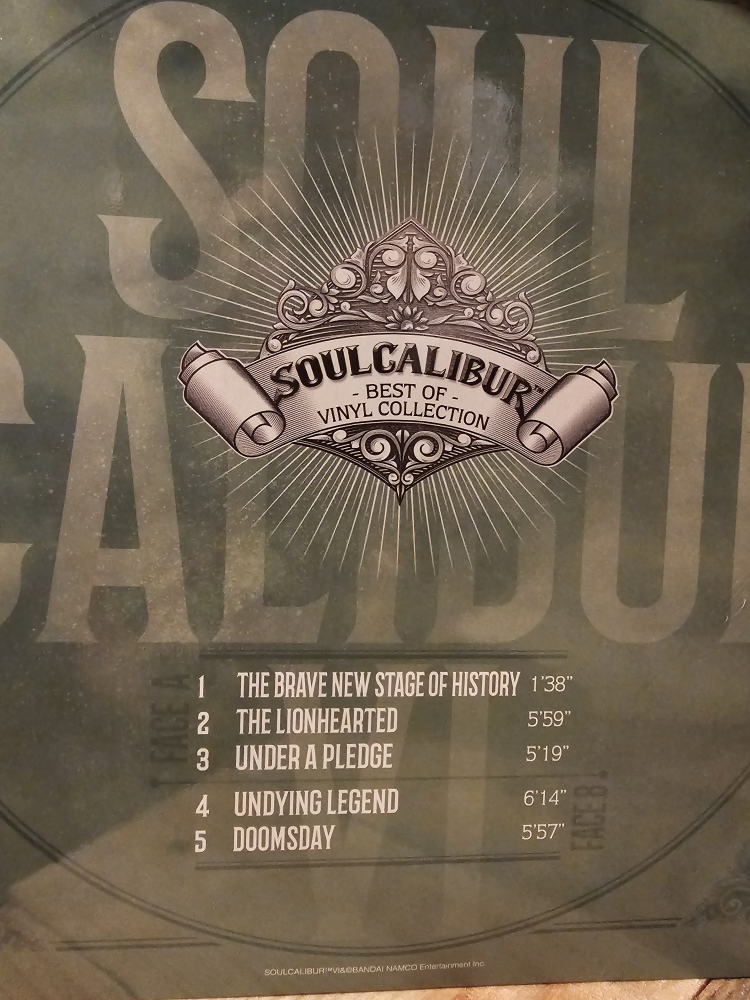 SOUL
CALIBUR
VI
SOULCALIBUR™
- BEST OF -
VINYL COLLECTION
FACE A
1 THE BRAVE NEW STAGE OF HISTORY 1'38"
2 THE LIONHEARTED 5'59"
3 UNDER A PLEDGE 5'19"
FACE B
4 UNDYING LEGEND 6'14"
5 DOOMSDAY 5'57"
SOULCALIBUR™VI&©BANDAI NAMCO Entertainment Inc.